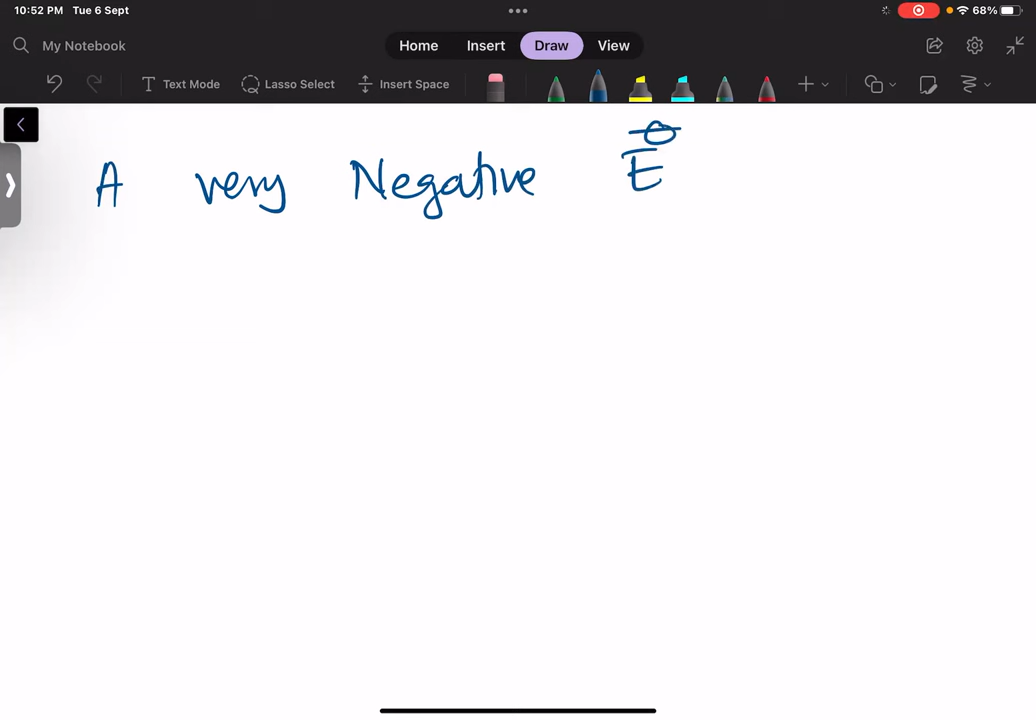 10:52 PM Tue 6 Sept 68%
My Notebook Home Insert Draw View
Text Mode Lasso Select Insert Space
A very Negative E⦵